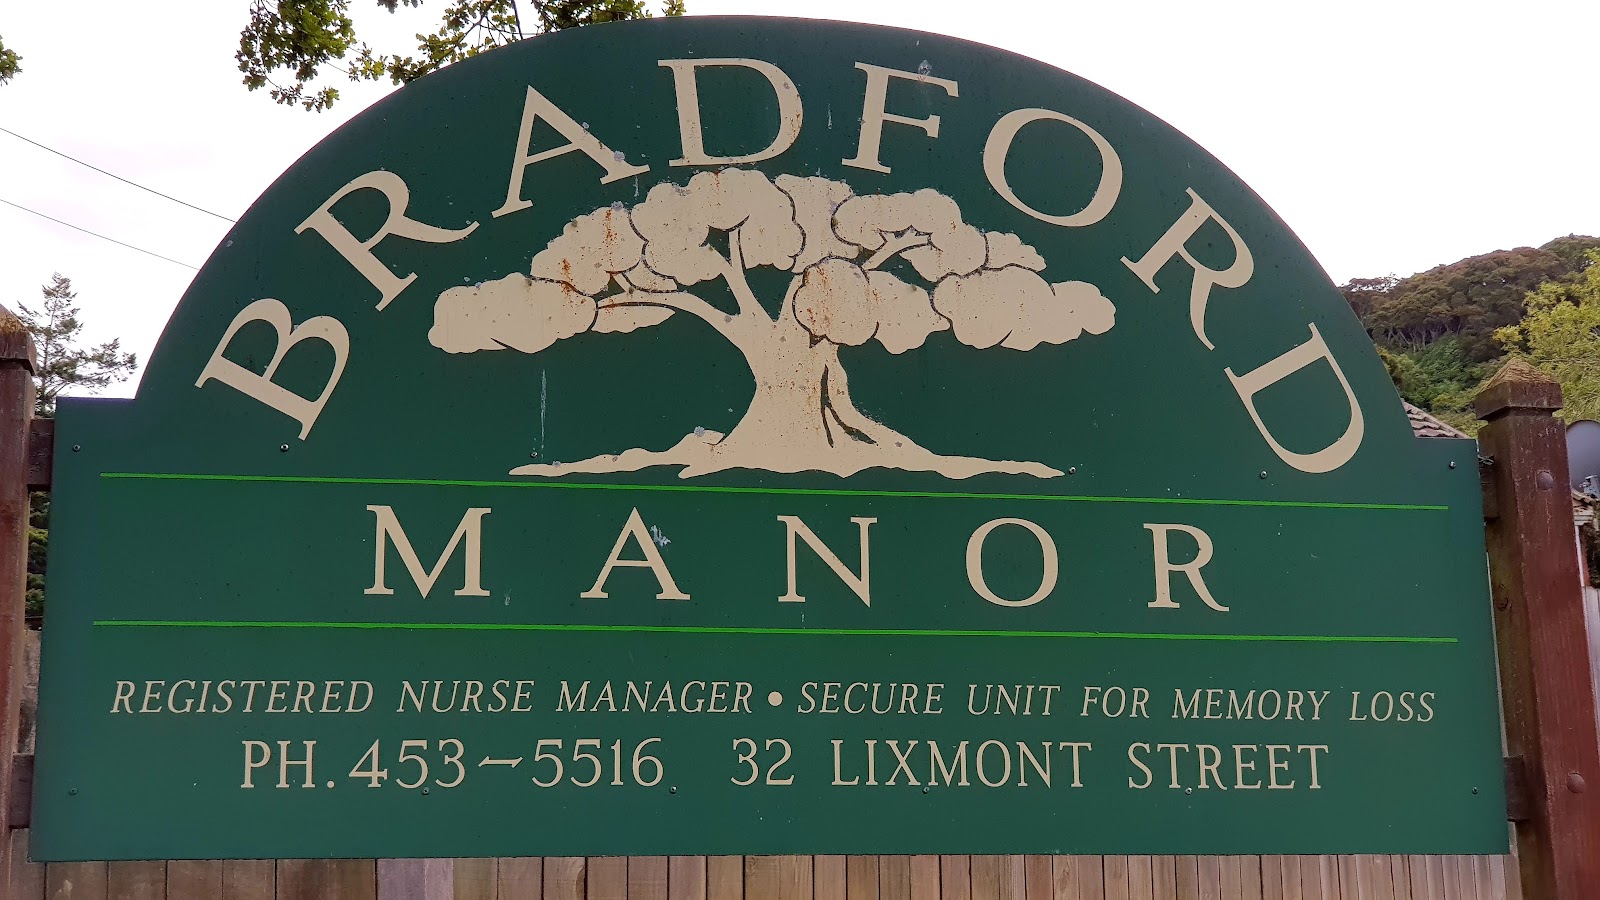 BRADFORD
MANOR
REGISTERED NURSE MANAGER • SECURE UNIT FOR MEMORY LOSS
PH. 453-5516 32 LIXMONT STREET